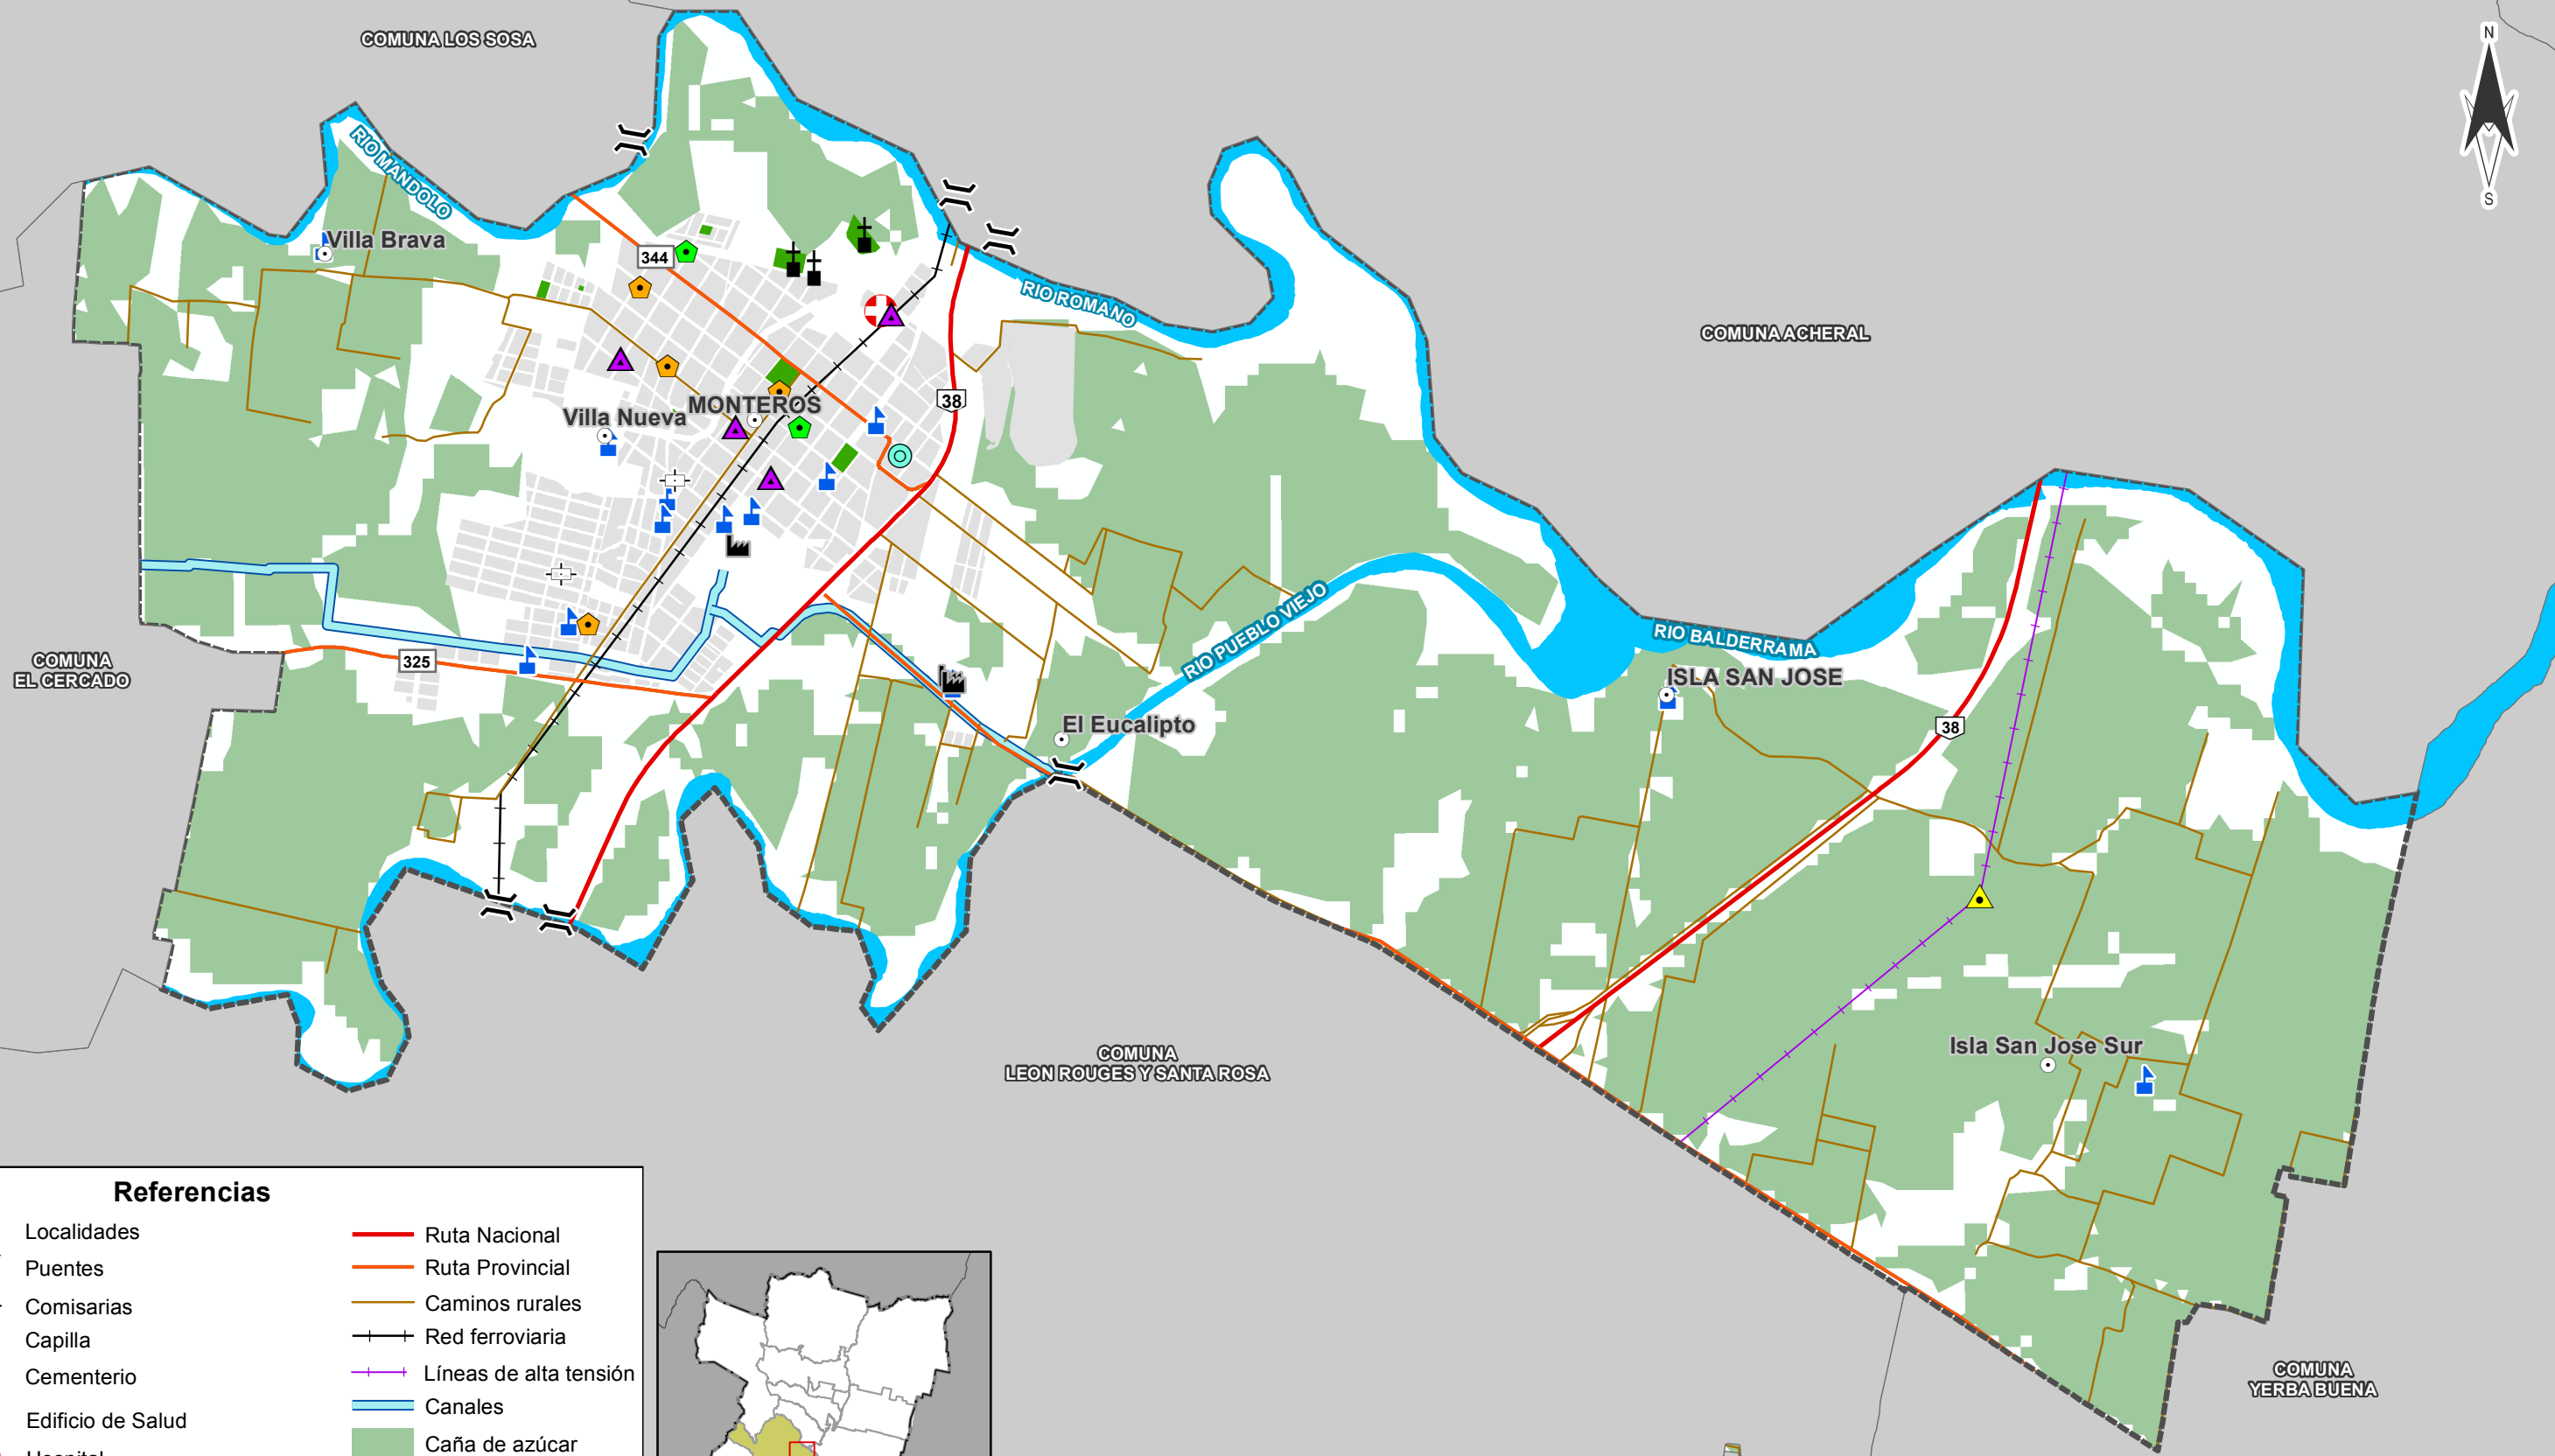 COMUNA LOS SOSA
N
S
RIO MANDOLO
Villa Brava
344
RIO ROMANO
COMUNA ACHERAL
38
MONTEROS
Villa Nueva
RIO PUEBLO VIEJO
RIO BALDERRAMA
COMUNA
EL CERCADO
325
ISLA SAN JOSE
El Eucalipto
38
COMUNA
LEON ROUGES Y SANTA ROSA
Isla San Jose Sur
COMUNA
YERBA BUENA
Referencias
Localidades
Puentes
Comisarias
Capilla
Cementerio
Edificio de Salud
Ruta Nacional
Ruta Provincial
Caminos rurales
Red ferroviaria
Líneas de alta tensión
Canales
Caña de azúcar